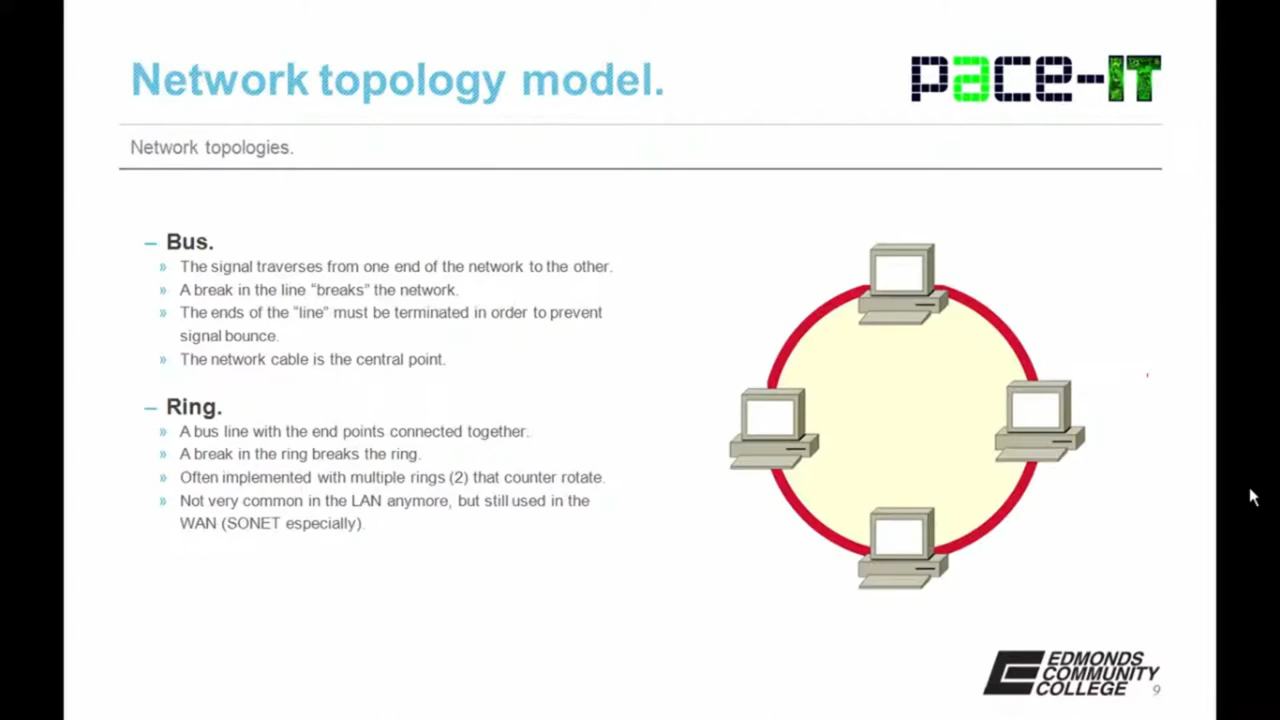 Network topology model.
pace-IT
Network topologies.
– Bus.
» The signal traverses from one end of the network to the other.
» A break in the line “breaks” the network.
» The ends of the “line” must be terminated in order to prevent
signal bounce.
» The network cable is the central point.
– Ring.
» A bus line with the end points connected together.
» A break in the ring breaks the ring.
» Often implemented with multiple rings (2) that counter rotate.
» Not very common in the LAN anymore, but still used in the
WAN (SONET especially).
EDMONDS
COMMUNITY
COLLEGE
9